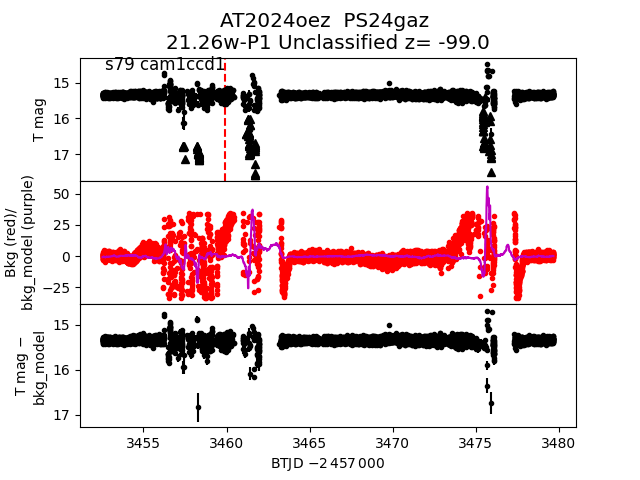 AT2024oez  PS24gaz
21.26w-P1 Unclassified z= -99.0
s79 cam1ccd1
15
16
17
T mag
50
25
0
−25
Bkg (red)/
bkg_model (purple)
15
16
17
T mag −
bkg_model
3455
3460
3465
3470
3475
3480
BTJD −2 457 000